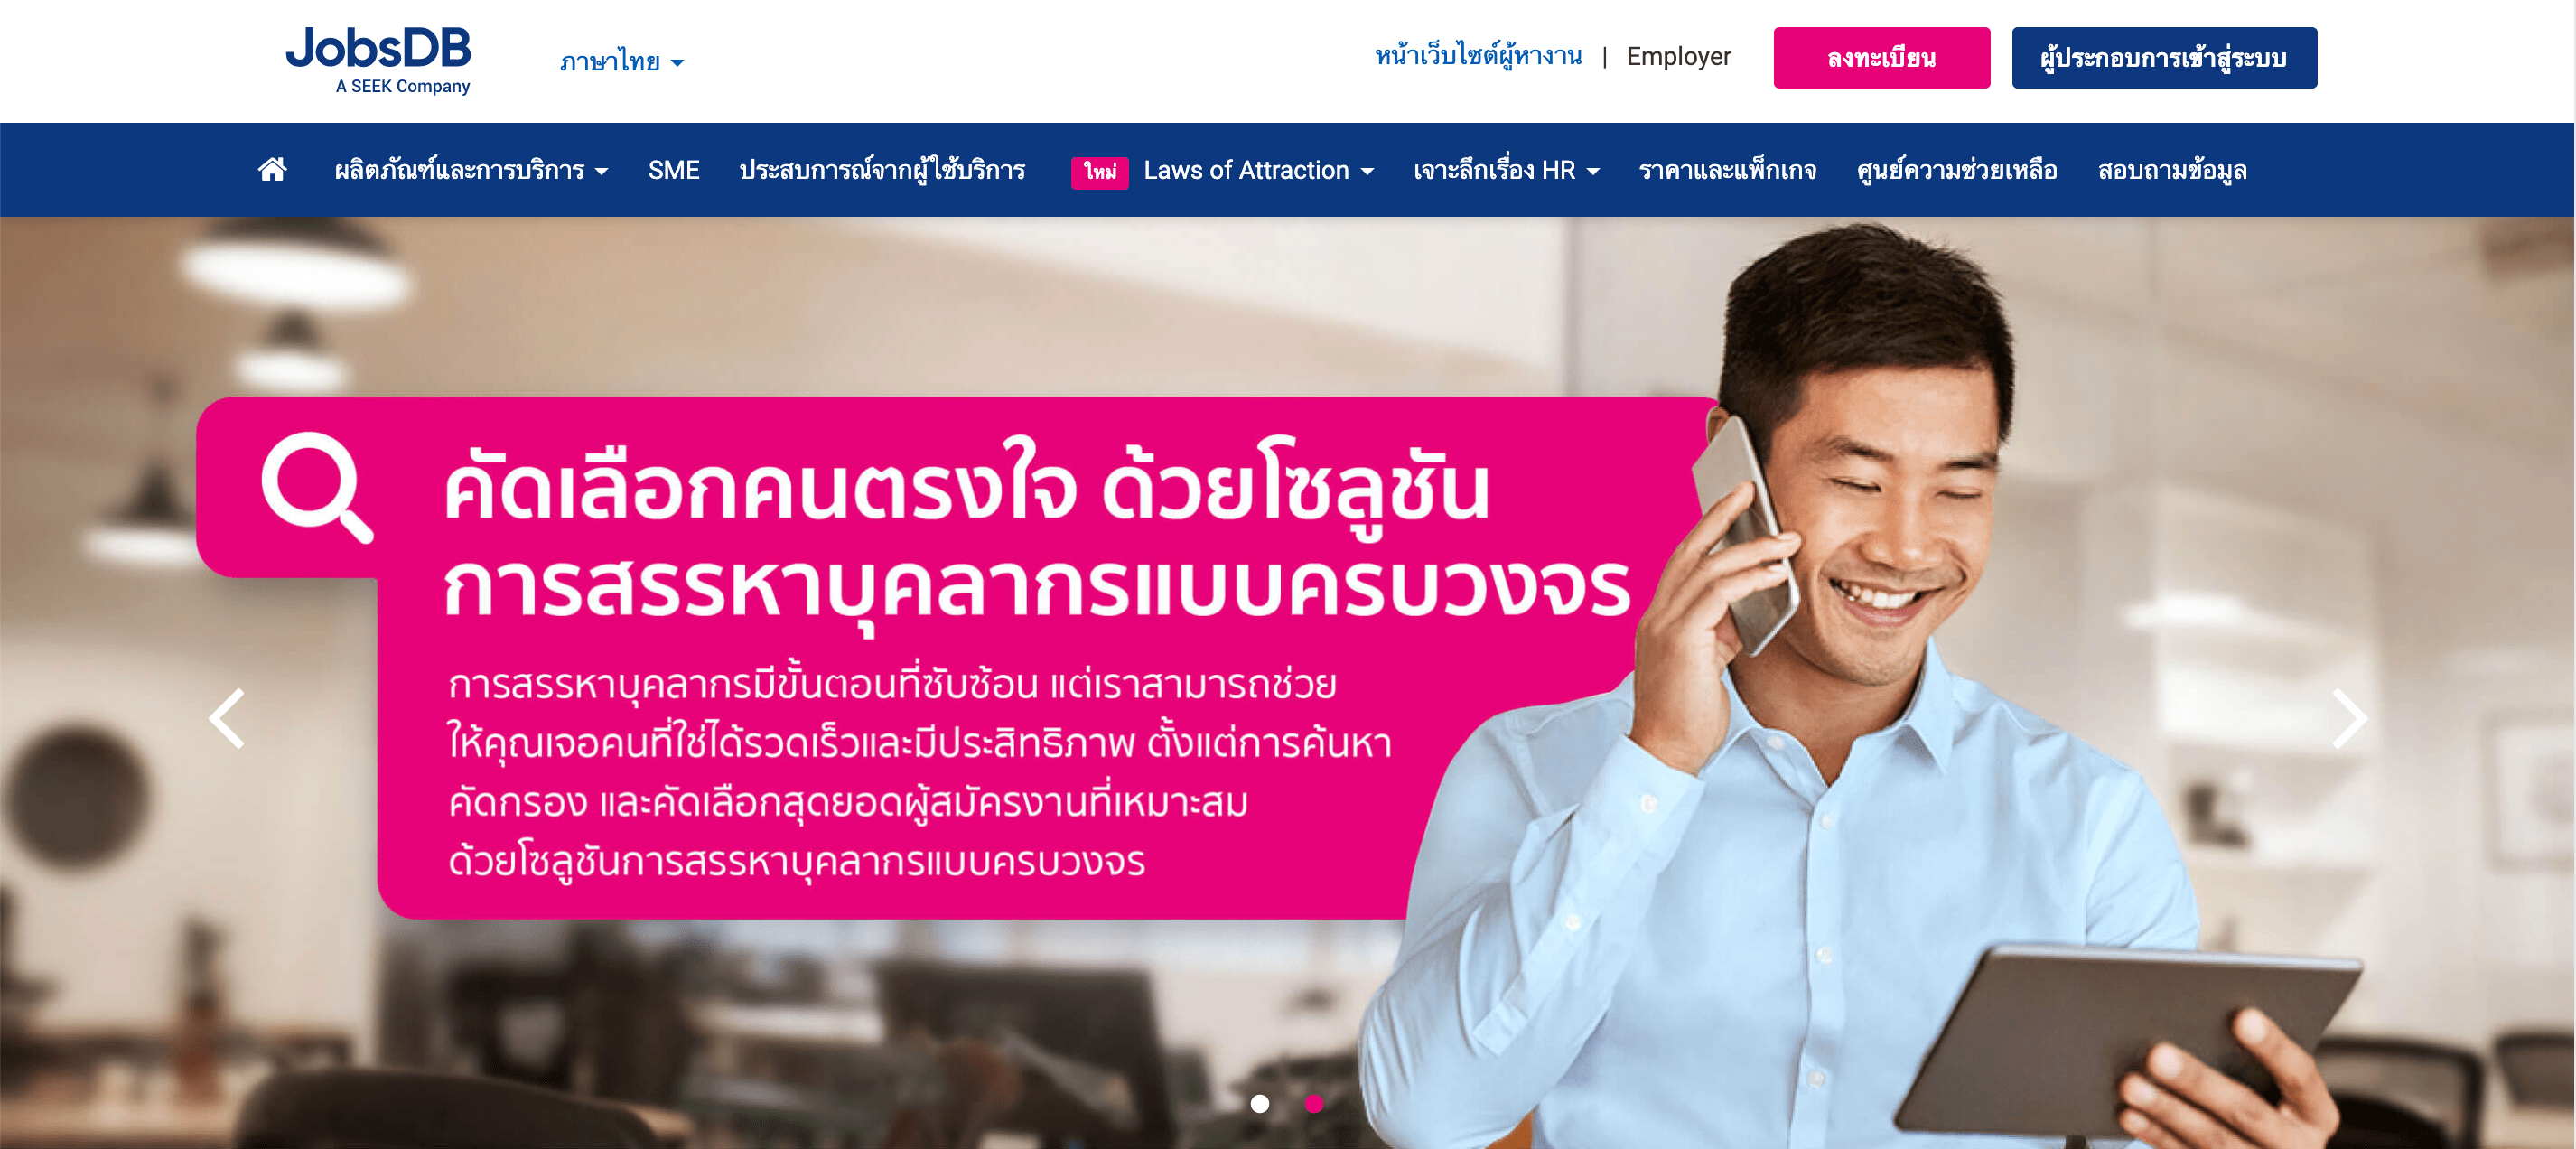 JobsDB
A SEEK Company
ภาษาไทย
หน้าเว็บไซต์ผู้หางาน | Employer
ลงทะเบียน
ผู้ประกอบการเข้าสู่ระบบ
ผลิตภัณฑ์และการบริการ SME ประสบการณ์จากผู้ใช้บริการ ใหม่ Laws of Attraction เจาะลึกเรื่อง HR ราคาและแพ็กเกจ ศูนย์ความช่วยเหลือ สอบถามข้อมูล
คัดเลือกคนตรงใจ ด้วยโซลูชัน
การสรรหาบุคลากรแบบครบวงจร
การสรรหาบุคลากรมีขั้นตอนที่ซับซ้อน แต่เราสามารถช่วย
ให้คุณเจอคนที่ใช่ได้รวดเร็วและมีประสิทธิภาพ ตั้งแต่การค้นหา
คัดกรอง และคัดเลือกสุดยอดผู้สมัครงานที่เหมาะสม
ด้วยโซลูชันการสรรหาบุคลากรแบบครบวงจร